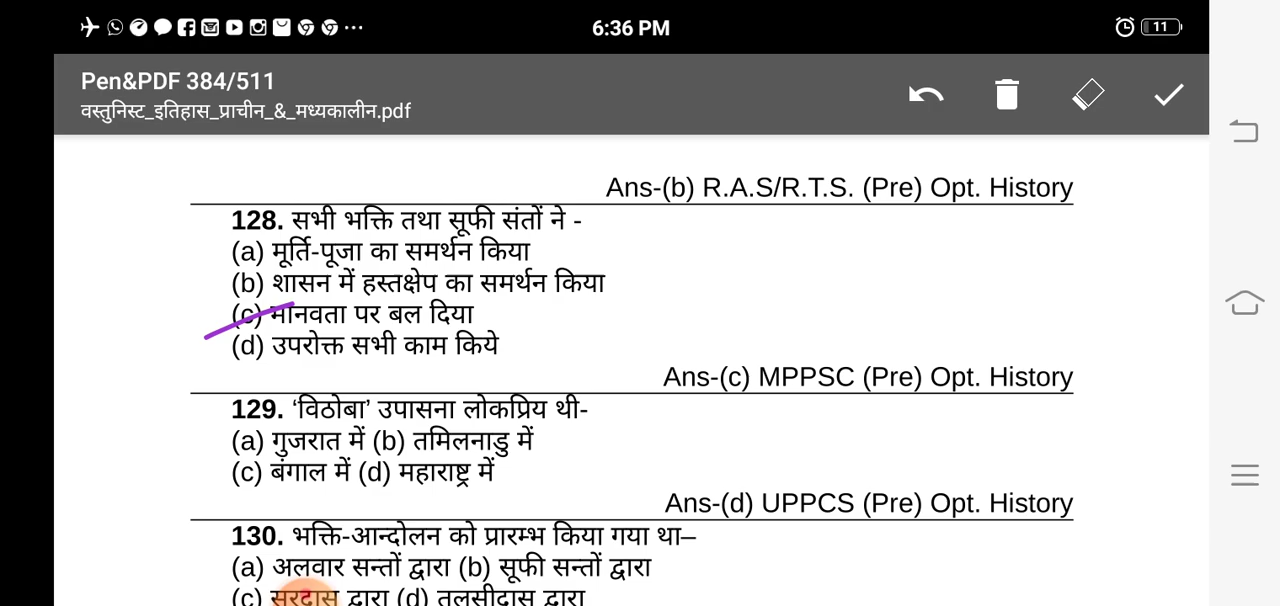 6:36 PM
11
Pen&PDF 384/511
वस्तुनिस्ट_इतिहास_प्राचीन_&_मध्यकालीन.pdf
Ans-(b) R.A.S/R.T.S. (Pre) Opt. History
128. सभी भक्ति तथा सूफी संतों ने -
(a) मूर्ति-पूजा का समर्थन किया
(b) शासन में हस्तक्षेप का समर्थन किया
(c) मानवता पर बल दिया
(d) उपरोक्त सभी काम किये
Ans-(c) MPPSC (Pre) Opt. History
129. ‘विठोबा’ उपासना लोकप्रिय थी-
(a) गुजरात में (b) तमिलनाडु में
(c) बंगाल में (d) महाराष्ट्र में
Ans-(d) UPPCS (Pre) Opt. History
130. भक्ति-आन्दोलन को प्रारम्भ किया गया था–
(a) अलवार सन्तों द्वारा (b) सूफी सन्तों द्वारा
(c) सूरदास द्वारा (d) तुलसीदास द्वारा